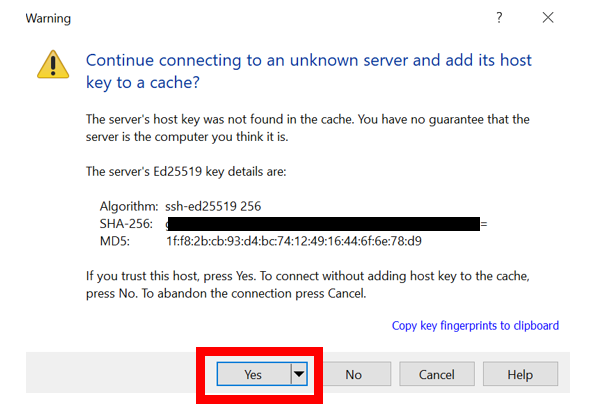 Warning ?
Continue connecting to an unknown server and add its host
key to a cache?
The server's host key was not found in the cache. You have no guarantee that the
server is the computer you think it is.
The server's Ed25519 key details are:
Algorithm: ssh-ed25519 256
SHA-256: =
MD5: 1f:f8:2b:cb:93:d4:bc:74:12:49:16:44:6f:6e:78:d9
If you trust this host, press Yes. To connect without adding host key to the cache,
press No. To abandon the connection press Cancel.
Copy key fingerprints to clipboard
Yes No Cancel Help